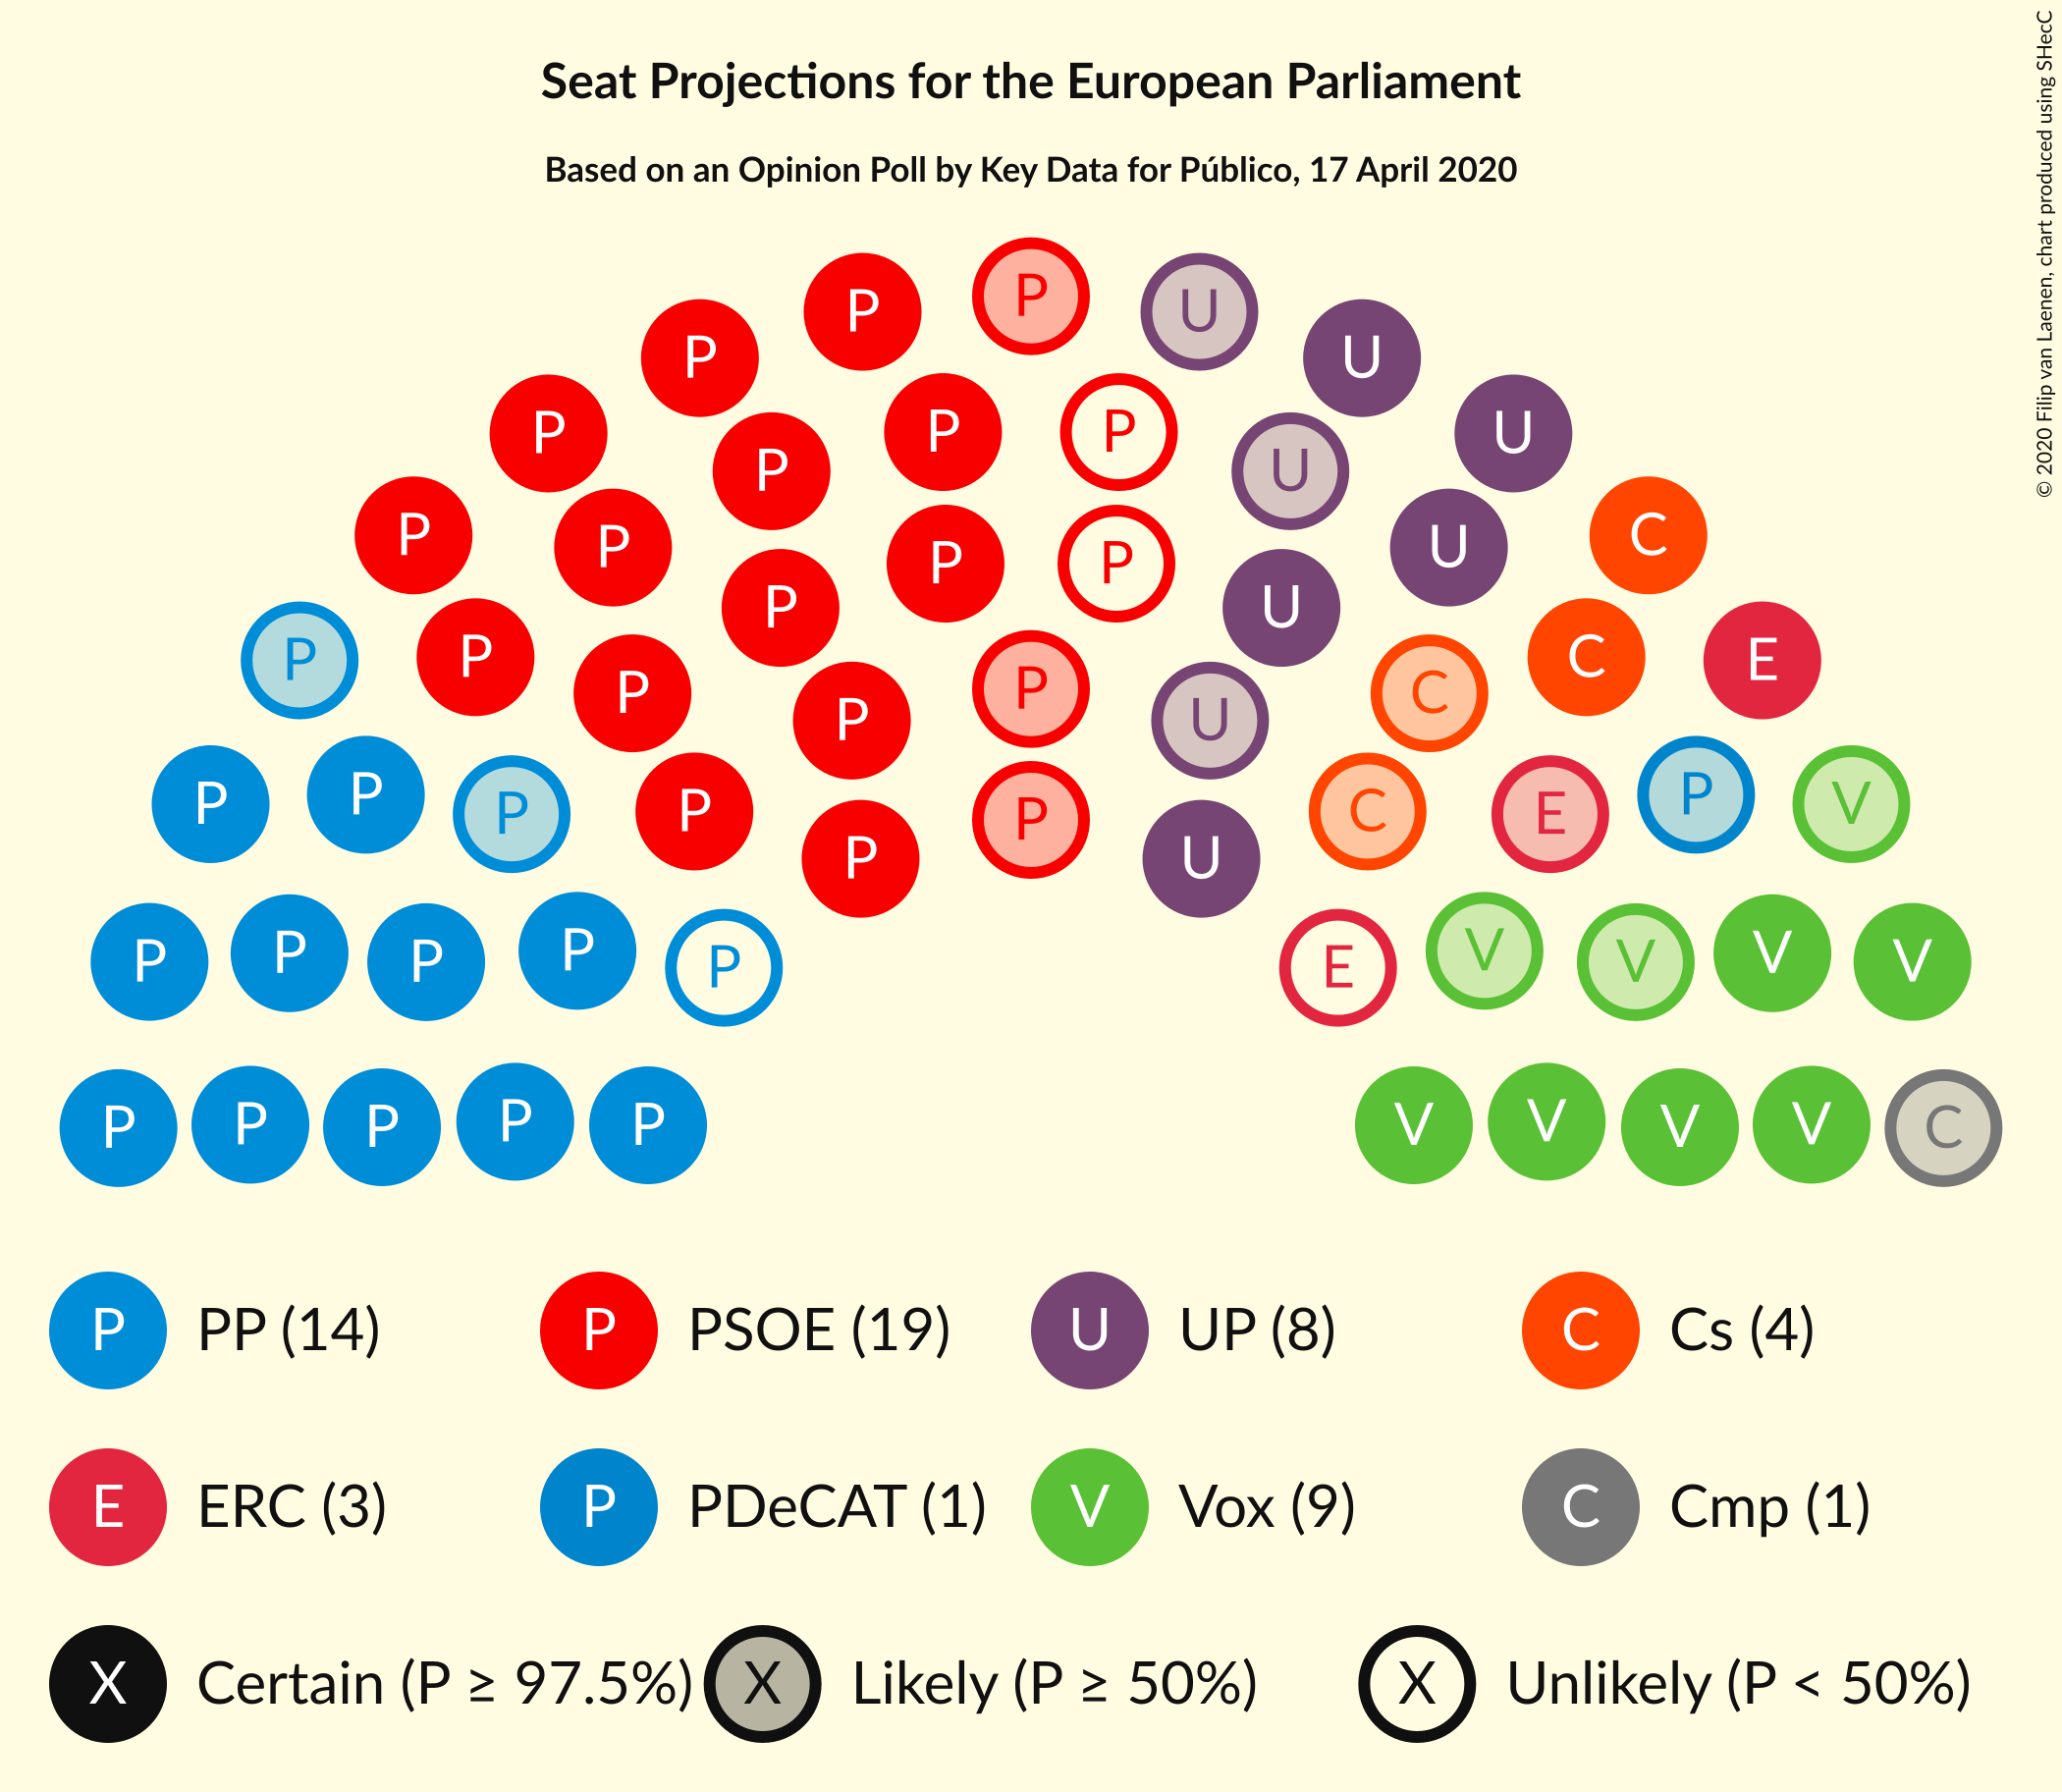 © 2020 Filip van Laenen, chart produced using SHecC
Seat Projections for the European Parliament
Based on an Opinion Poll by Key Data for Público, 17 April 2020
P P U
P U
P P P U
P U
P P P P U C
P U
P P P P C C E
P U
P P P P P C E P V
P U
P P P P P E V V V V
P P P P P V V V V C
P PP (14) P PSOE (19) U UP (8) C Cs (4)
E ERC (3) P PDeCAT (1) V Vox (9) C Cmp (1)
X Certain (P ≥ 97.5%) X Likely (P ≥ 50%) X Unlikely (P < 50%)